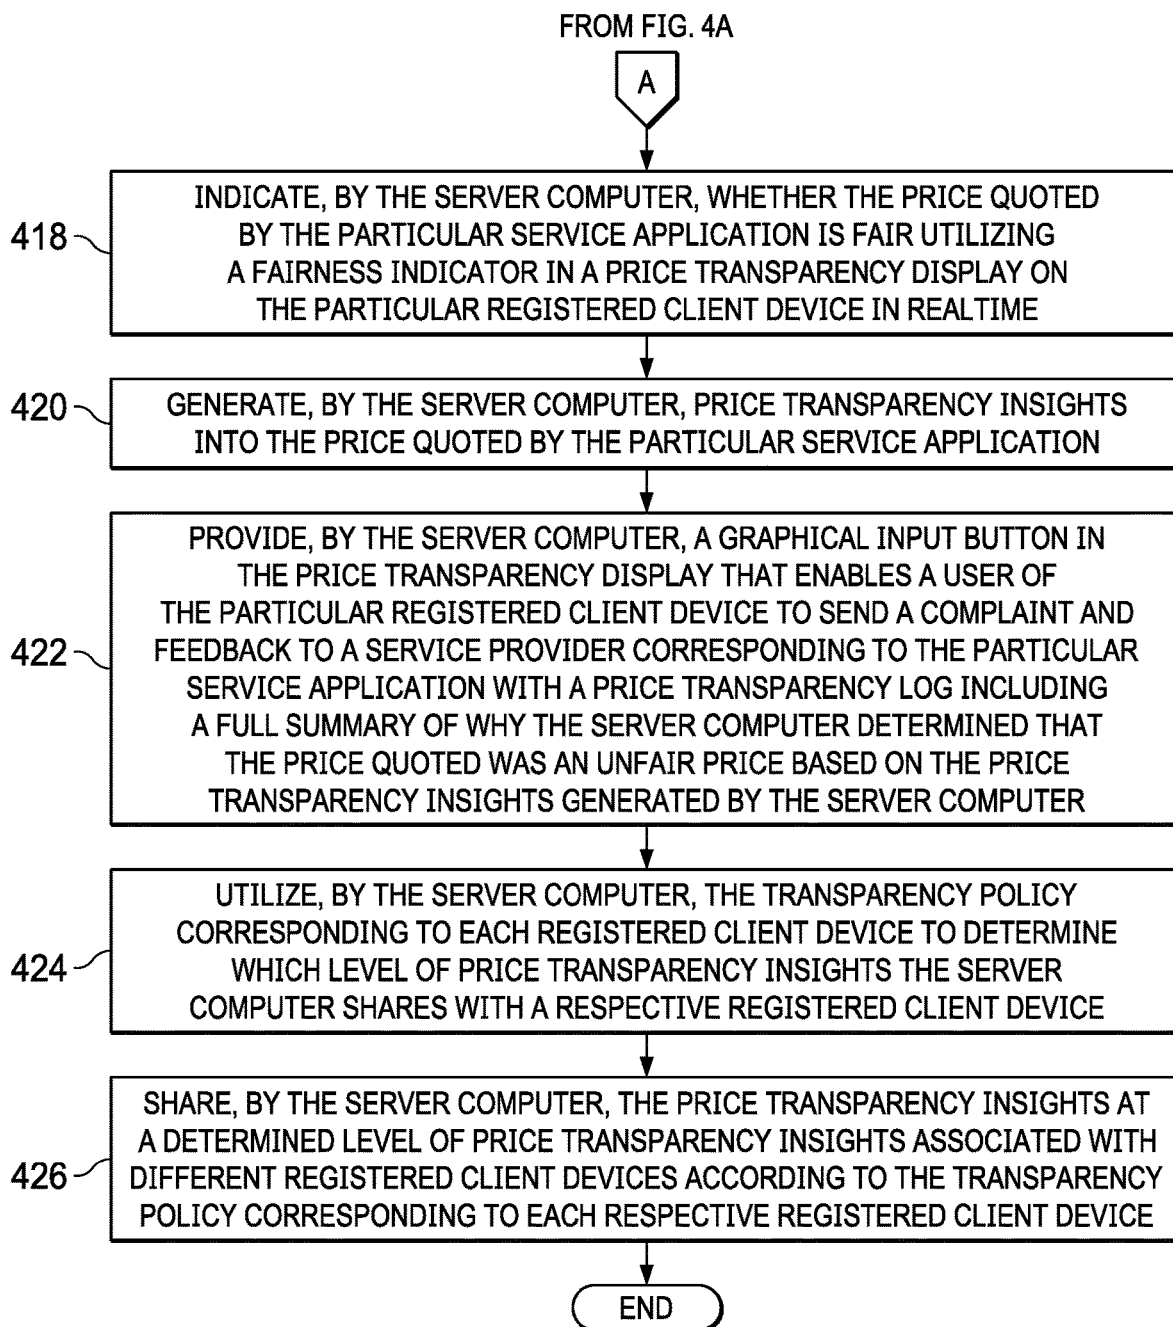 FROM FIG. 4A
A
418
INDICATE, BY THE SERVER COMPUTER, WHETHER THE PRICE QUOTED
BY THE PARTICULAR SERVICE APPLICATION IS FAIR UTILIZING
A FAIRNESS INDICATOR IN A PRICE TRANSPARENCY DISPLAY ON
THE PARTICULAR REGISTERED CLIENT DEVICE IN REALTIME
420
GENERATE, BY THE SERVER COMPUTER, PRICE TRANSPARENCY INSIGHTS
INTO THE PRICE QUOTED BY THE PARTICULAR SERVICE APPLICATION
422
PROVIDE, BY THE SERVER COMPUTER, A GRAPHICAL INPUT BUTTON IN
THE PRICE TRANSPARENCY DISPLAY THAT ENABLES A USER OF
THE PARTICULAR REGISTERED CLIENT DEVICE TO SEND A COMPLAINT AND
FEEDBACK TO A SERVICE PROVIDER CORRESPONDING TO THE PARTICULAR
SERVICE APPLICATION WITH A PRICE TRANSPARENCY LOG INCLUDING
A FULL SUMMARY OF WHY THE SERVER COMPUTER DETERMINED THAT
THE PRICE QUOTED WAS AN UNFAIR PRICE BASED ON THE PRICE
TRANSPARENCY INSIGHTS GENERATED BY THE SERVER COMPUTER
424
UTILIZE, BY THE SERVER COMPUTER, THE TRANSPARENCY POLICY
CORRESPONDING TO EACH REGISTERED CLIENT DEVICE TO DETERMINE
WHICH LEVEL OF PRICE TRANSPARENCY INSIGHTS THE SERVER
COMPUTER SHARES WITH A RESPECTIVE REGISTERED CLIENT DEVICE
426
SHARE, BY THE SERVER COMPUTER, THE PRICE TRANSPARENCY INSIGHTS AT
A DETERMINED LEVEL OF PRICE TRANSPARENCY INSIGHTS ASSOCIATED WITH
DIFFERENT REGISTERED CLIENT DEVICES ACCORDING TO THE TRANSPARENCY
POLICY CORRESPONDING TO EACH RESPECTIVE REGISTERED CLIENT DEVICE
END